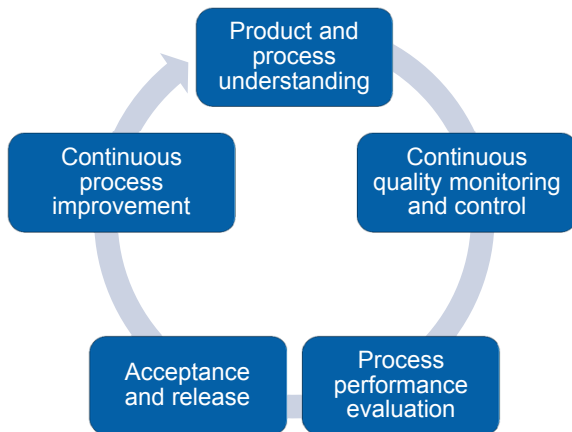 Product and
process
understanding
Continuous
quality monitoring
and control
Process
performance
evaluation
Acceptance
and release
Continuous
process
improvement